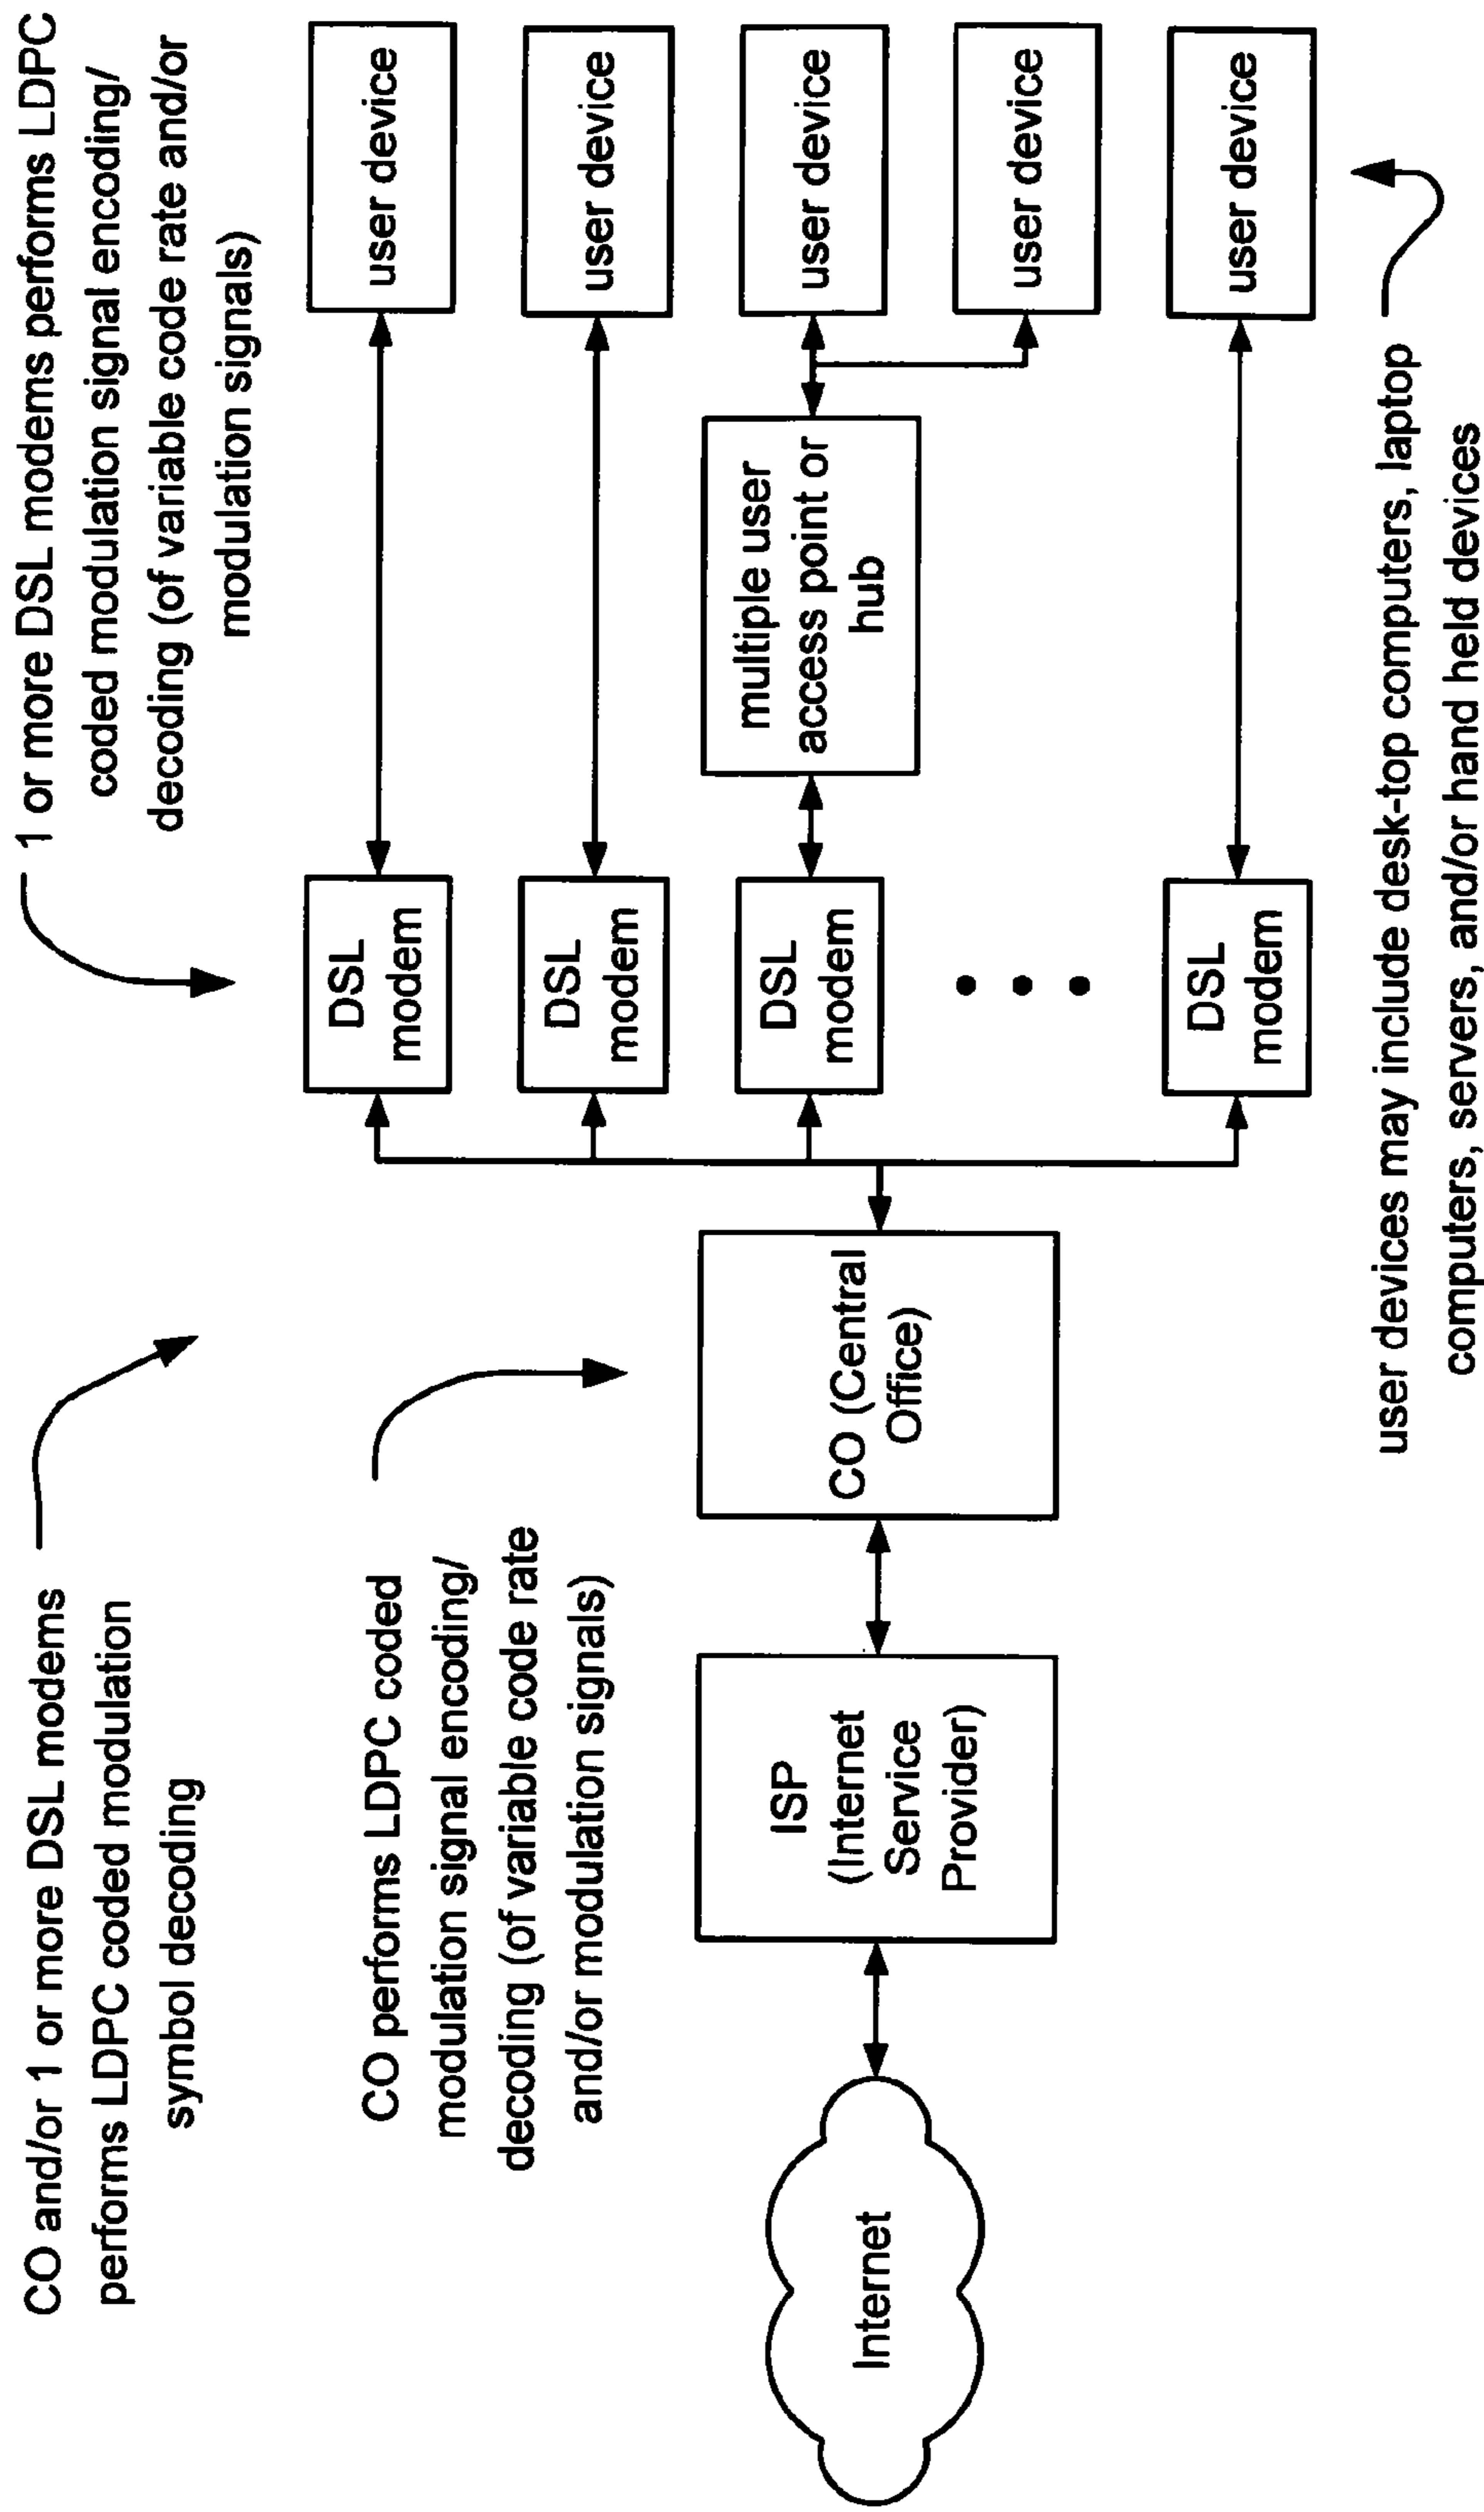 CO and/or 1 or more DSL modems
performs LDPC coded modulation
symbol decoding
1 or more DSL modems performs LDPC
coded modulation signal encoding/
decoding (of variable code rate and/or
modulation signals)
CO performs LDPC coded
modulation signal encoding/
decoding (of variable code rate
and/or modulation signals)
Internet
ISP
(Internet
Service
Provider)
CO (Central
Office)
DSL
modem
user device
DSL
modem
user device
DSL
modem
multiple user
access point or
hub
user device
user device
DSL
modem
user device
user devices may include desk-top computers, laptop
computers, servers, and/or hand held devices